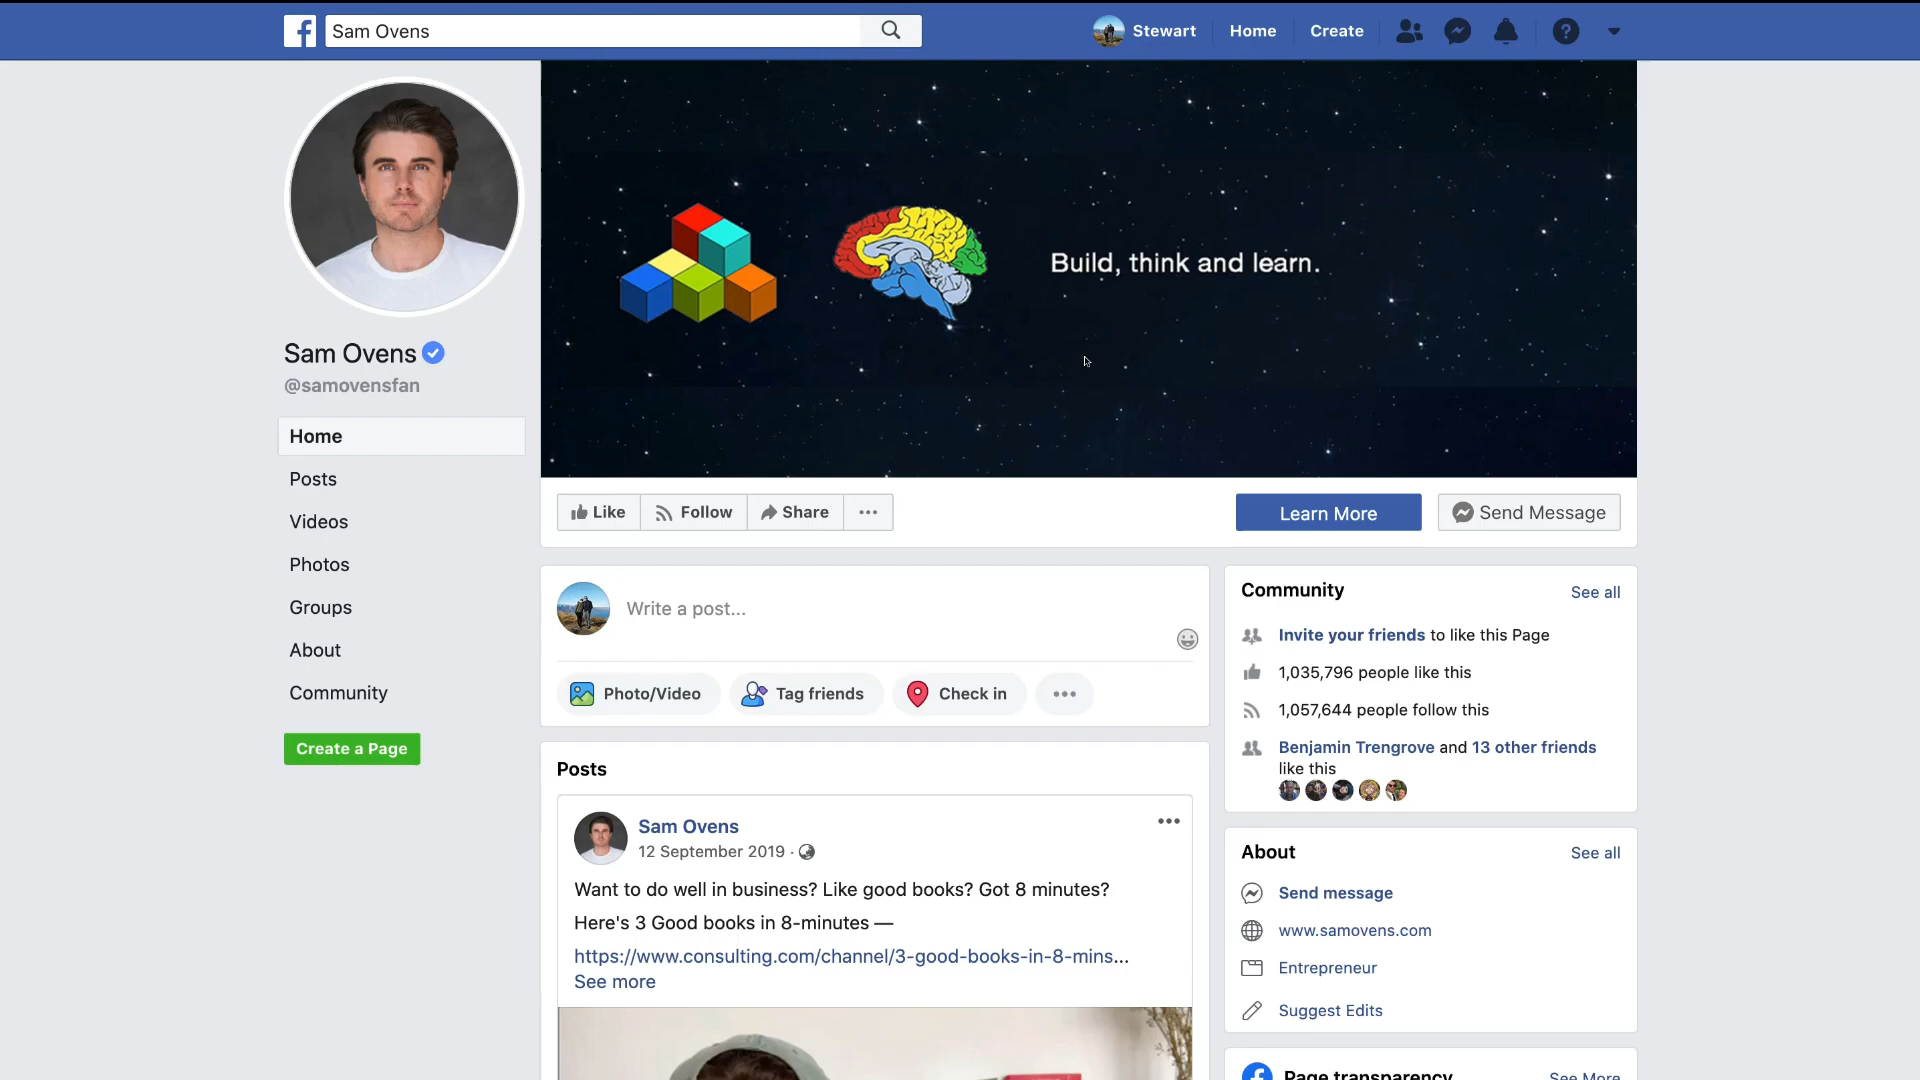 Sam Ovens
Stewart
Home
Create
Sam Ovens
@samovensfan
Home
Posts
Videos
Photos
Groups
About
Community
Create a Page
Build, think and learn.
Like
Follow
Share
Learn More
Send Message
Write a post...
Photo/Video
Tag friends
Check in
Posts
Sam Ovens
12 September 2019 ·
Want to do well in business? Like good books? Got 8 minutes?
Here's 3 Good books in 8-minutes —
https://www.consulting.com/channel/3-good-books-in-8-mins...
See more
Community
See all
Invite your friends to like this Page
1,035,796 people like this
1,057,644 people follow this
Benjamin Trengrove and 13 other friends
like this
About
See all
Send message
www.samovens.com
Entrepreneur
Suggest Edits
Page transparency
See More